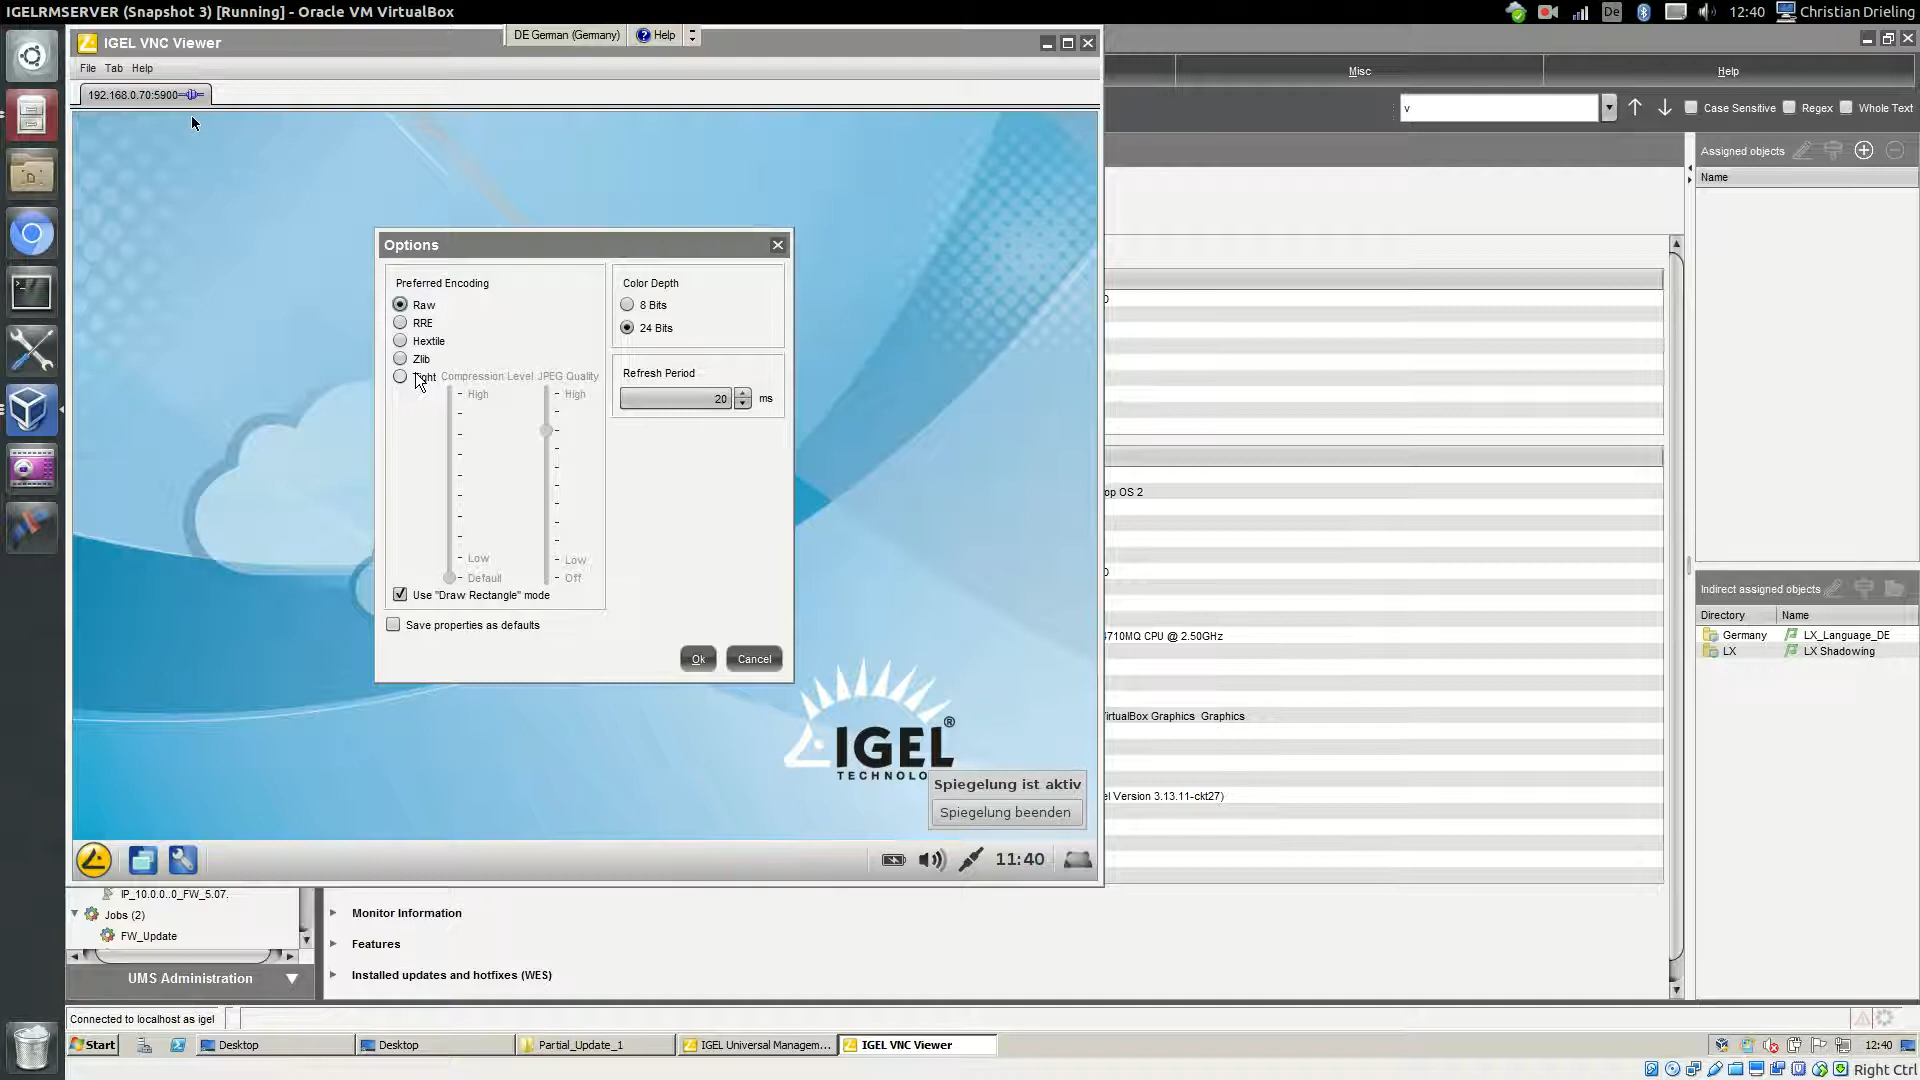 IGELRMSERVER (Snapshot 3) [Running] - Oracle VM VirtualBox
De
12:40
Christian Drieling
IGEL VNC Viewer
DE German (Germany)
Help
File Tab Help
192.168.0.70:5900
Misc
Help
v
Case Sensitive
Regex
Whole Text
Assigned objects
Name
Options
Preferred Encoding
Raw
RRE
Hextile
Zlib
Compression Level
JPEG Quality
High
High
Low
Low
Default
Off
Use "Draw Rectangle" mode
Save properties as defaults
Color Depth
8 Bits
24 Bits
Refresh Period
20
ms
Ok
Cancel
op OS 2
710MQ CPU @ 2.50GHz
irtualBox Graphics Graphics
el Version 3.13.11-ckt27)
Indirect assigned objects
Directory Name
Germany LX_Language_DE
LX LX Shadowing
IGEL®
Spiegelung ist aktiv
Spiegelung beenden
11:40
IP_10.0.0..0_FW_5.07.
Jobs (2)
FW_Update
UMS Administration
Monitor Information
Features
Installed updates and hotfixes (WES)
Connected to localhost as igel
Start
Desktop
Desktop
Partial_Update_1
IGEL Universal Managem...
IGEL VNC Viewer
12:40
Right Ctrl